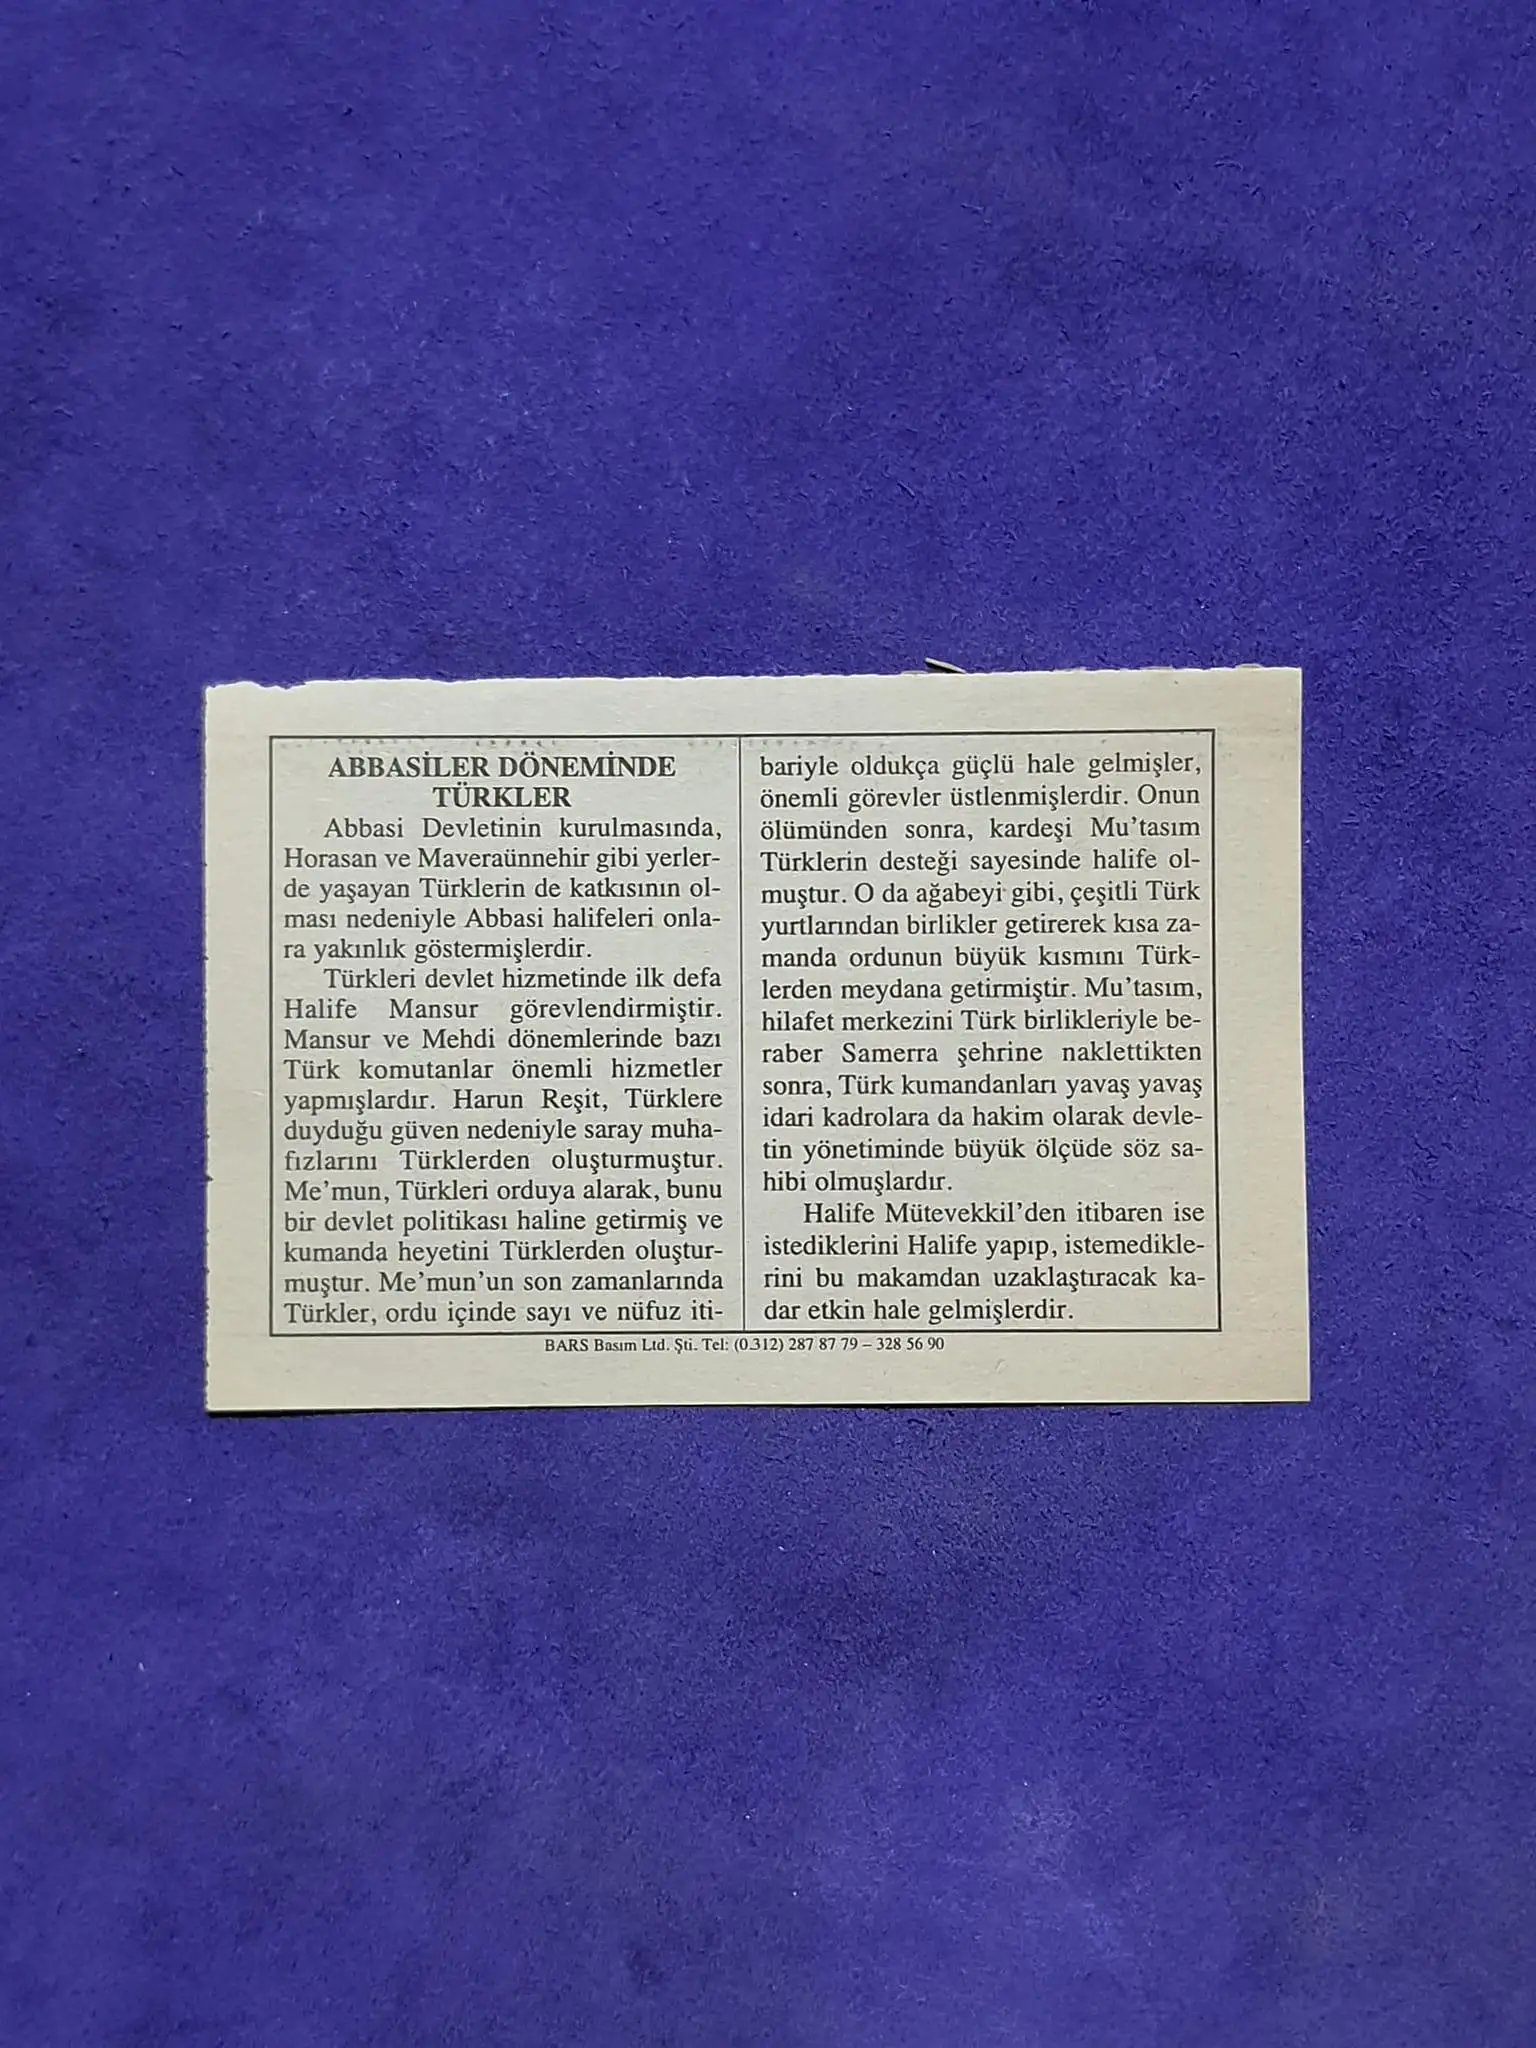 ABBASİLER DÖNEMİNDE
TÜRKLER
Abbasi Devletinin kurulmasında,
Horasan ve Maveraünnehir gibi yerler-
de yaşayan Türklerin de katkısının ol-
ması nedeniyle Abbasi halifeleri onla-
ra yakınlık göstermişlerdir.
Türkleri devlet hizmetinde ilk defa
Halife Mansur görevlendirmiştir.
Mansur ve Mehdi dönemlerinde bazı
Türk komutanlar önemli hizmetler
yapmışlardır. Harun Reşit, Türklere
duyduğu güven nedeniyle saray muha-
fızlarını Türklerden oluşturmuştur.
Me’mun, Türkleri orduya alarak, bunu
bir devlet politikası haline getirmiş ve
kumanda heyetini Türklerden oluştur-
muştur. Me’mun’un son zamanlarında
Türkler, ordu içinde sayı ve nüfuz iti-
bariyle oldukça güçlü hale gelmişler,
önemli görevler üstlenmişlerdir. Onun
ölümünden sonra, kardeşi Mu’tasım
Türklerin desteği sayesinde halife ol-
muştur. O da ağabeyi gibi, çeşitli Türk
yurtlarından birlikler getirerek kısa za-
manda ordunun büyük kısmını Türk-
lerden meydana getirmiştir. Mu’tasım,
hilafet merkezini Türk birlikleriyle be-
raber Samerra şehrine naklettikten
sonra, Türk kumandanları yavaş yavaş
idari kadrolara da hakim olarak devle-
tin yönetiminde büyük ölçüde söz sa-
hibi olmuşlardır.
Halife Mütevekkil’den itibaren ise
istediklerini Halife yapıp, istemedikle-
rini bu makamdan uzaklaştıracak ka-
dar etkin hale gelmişlerdir.
BARS Basım Ltd. Şti. Tel: (0.312) 287 87 79 – 328 56 90